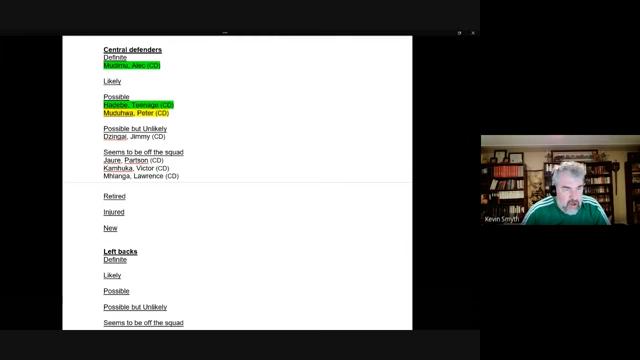 Central defenders
Definite
Mudimu, Alec (CD)
Likely
Possible
Hadebe, Teenage (CD)
Muduhwa, Peter (CD)
Possible but Unlikely
Dzingai, Jimmy (CD)
Seems to be off the squad
Jaure, Partson (CD)
Kamhuka, Victor (CD)
Mhlanga, Lawrence (CD)
Retired
Injured
New
Left backs
Definite
Likely
Possible
Possible but Unlikely
Seems to be off the squad
Kevin Smyth